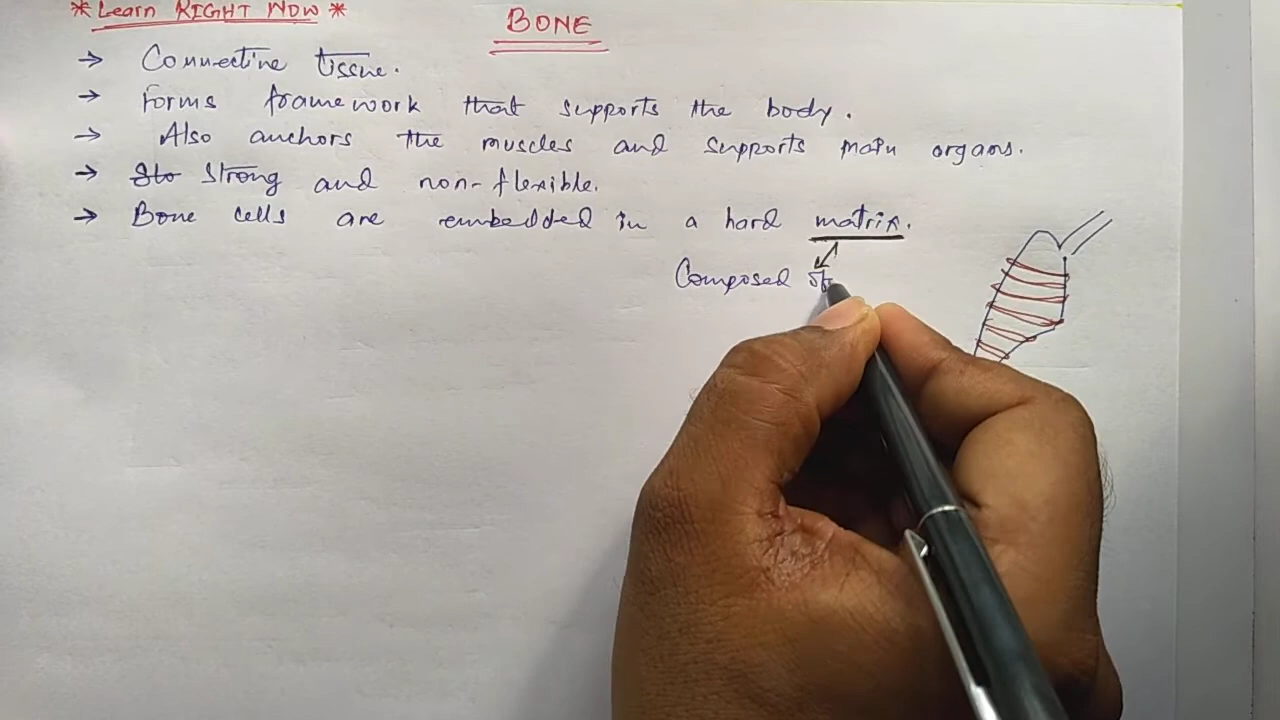 *Learn RIGHT NOW*
BONE
→ Connective tissue.
→ Forms framework that supports the body.
→ Also anchors the muscles and supports main organs.
→ Sto Strong and non-flexible.
→ Bone cells are embedded in a hard matrix.
Composed of